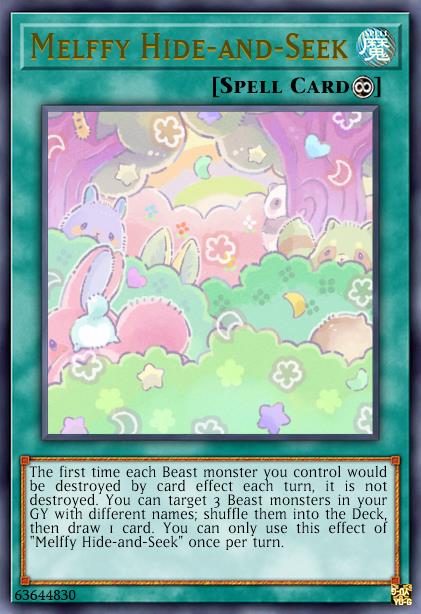 MELFFY HIDE-AND-SEEK
SPELL
魔
[SPELL CARD]
The first time each Beast monster you control would
be destroyed by card effect each turn, it is not
destroyed. You can target 3 Beast monsters in your
GY with different names; shuffle them into the Deck,
then draw 1 card. You can only use this effect of
"Melffy Hide-and-Seek" once per turn.
63644830